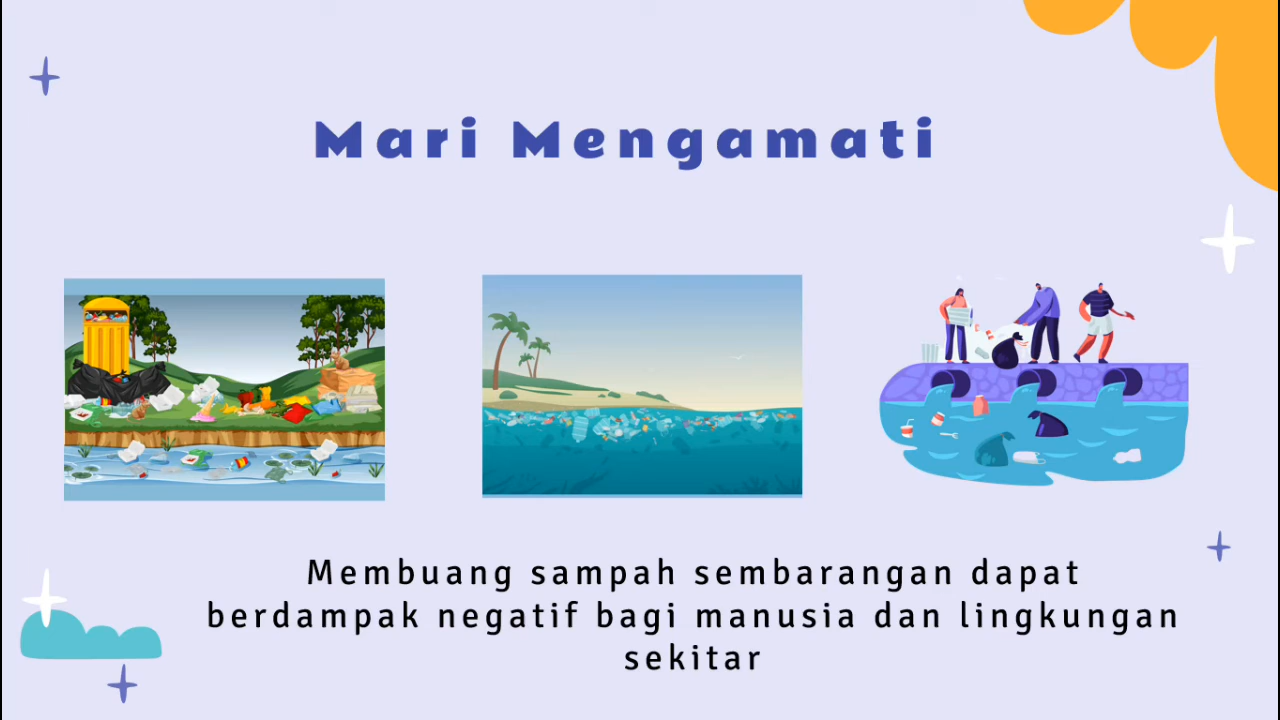 Mari Mengamati
Membuang sampah sembarangan dapat
berdampak negatif bagi manusia dan lingkungan
sekitar